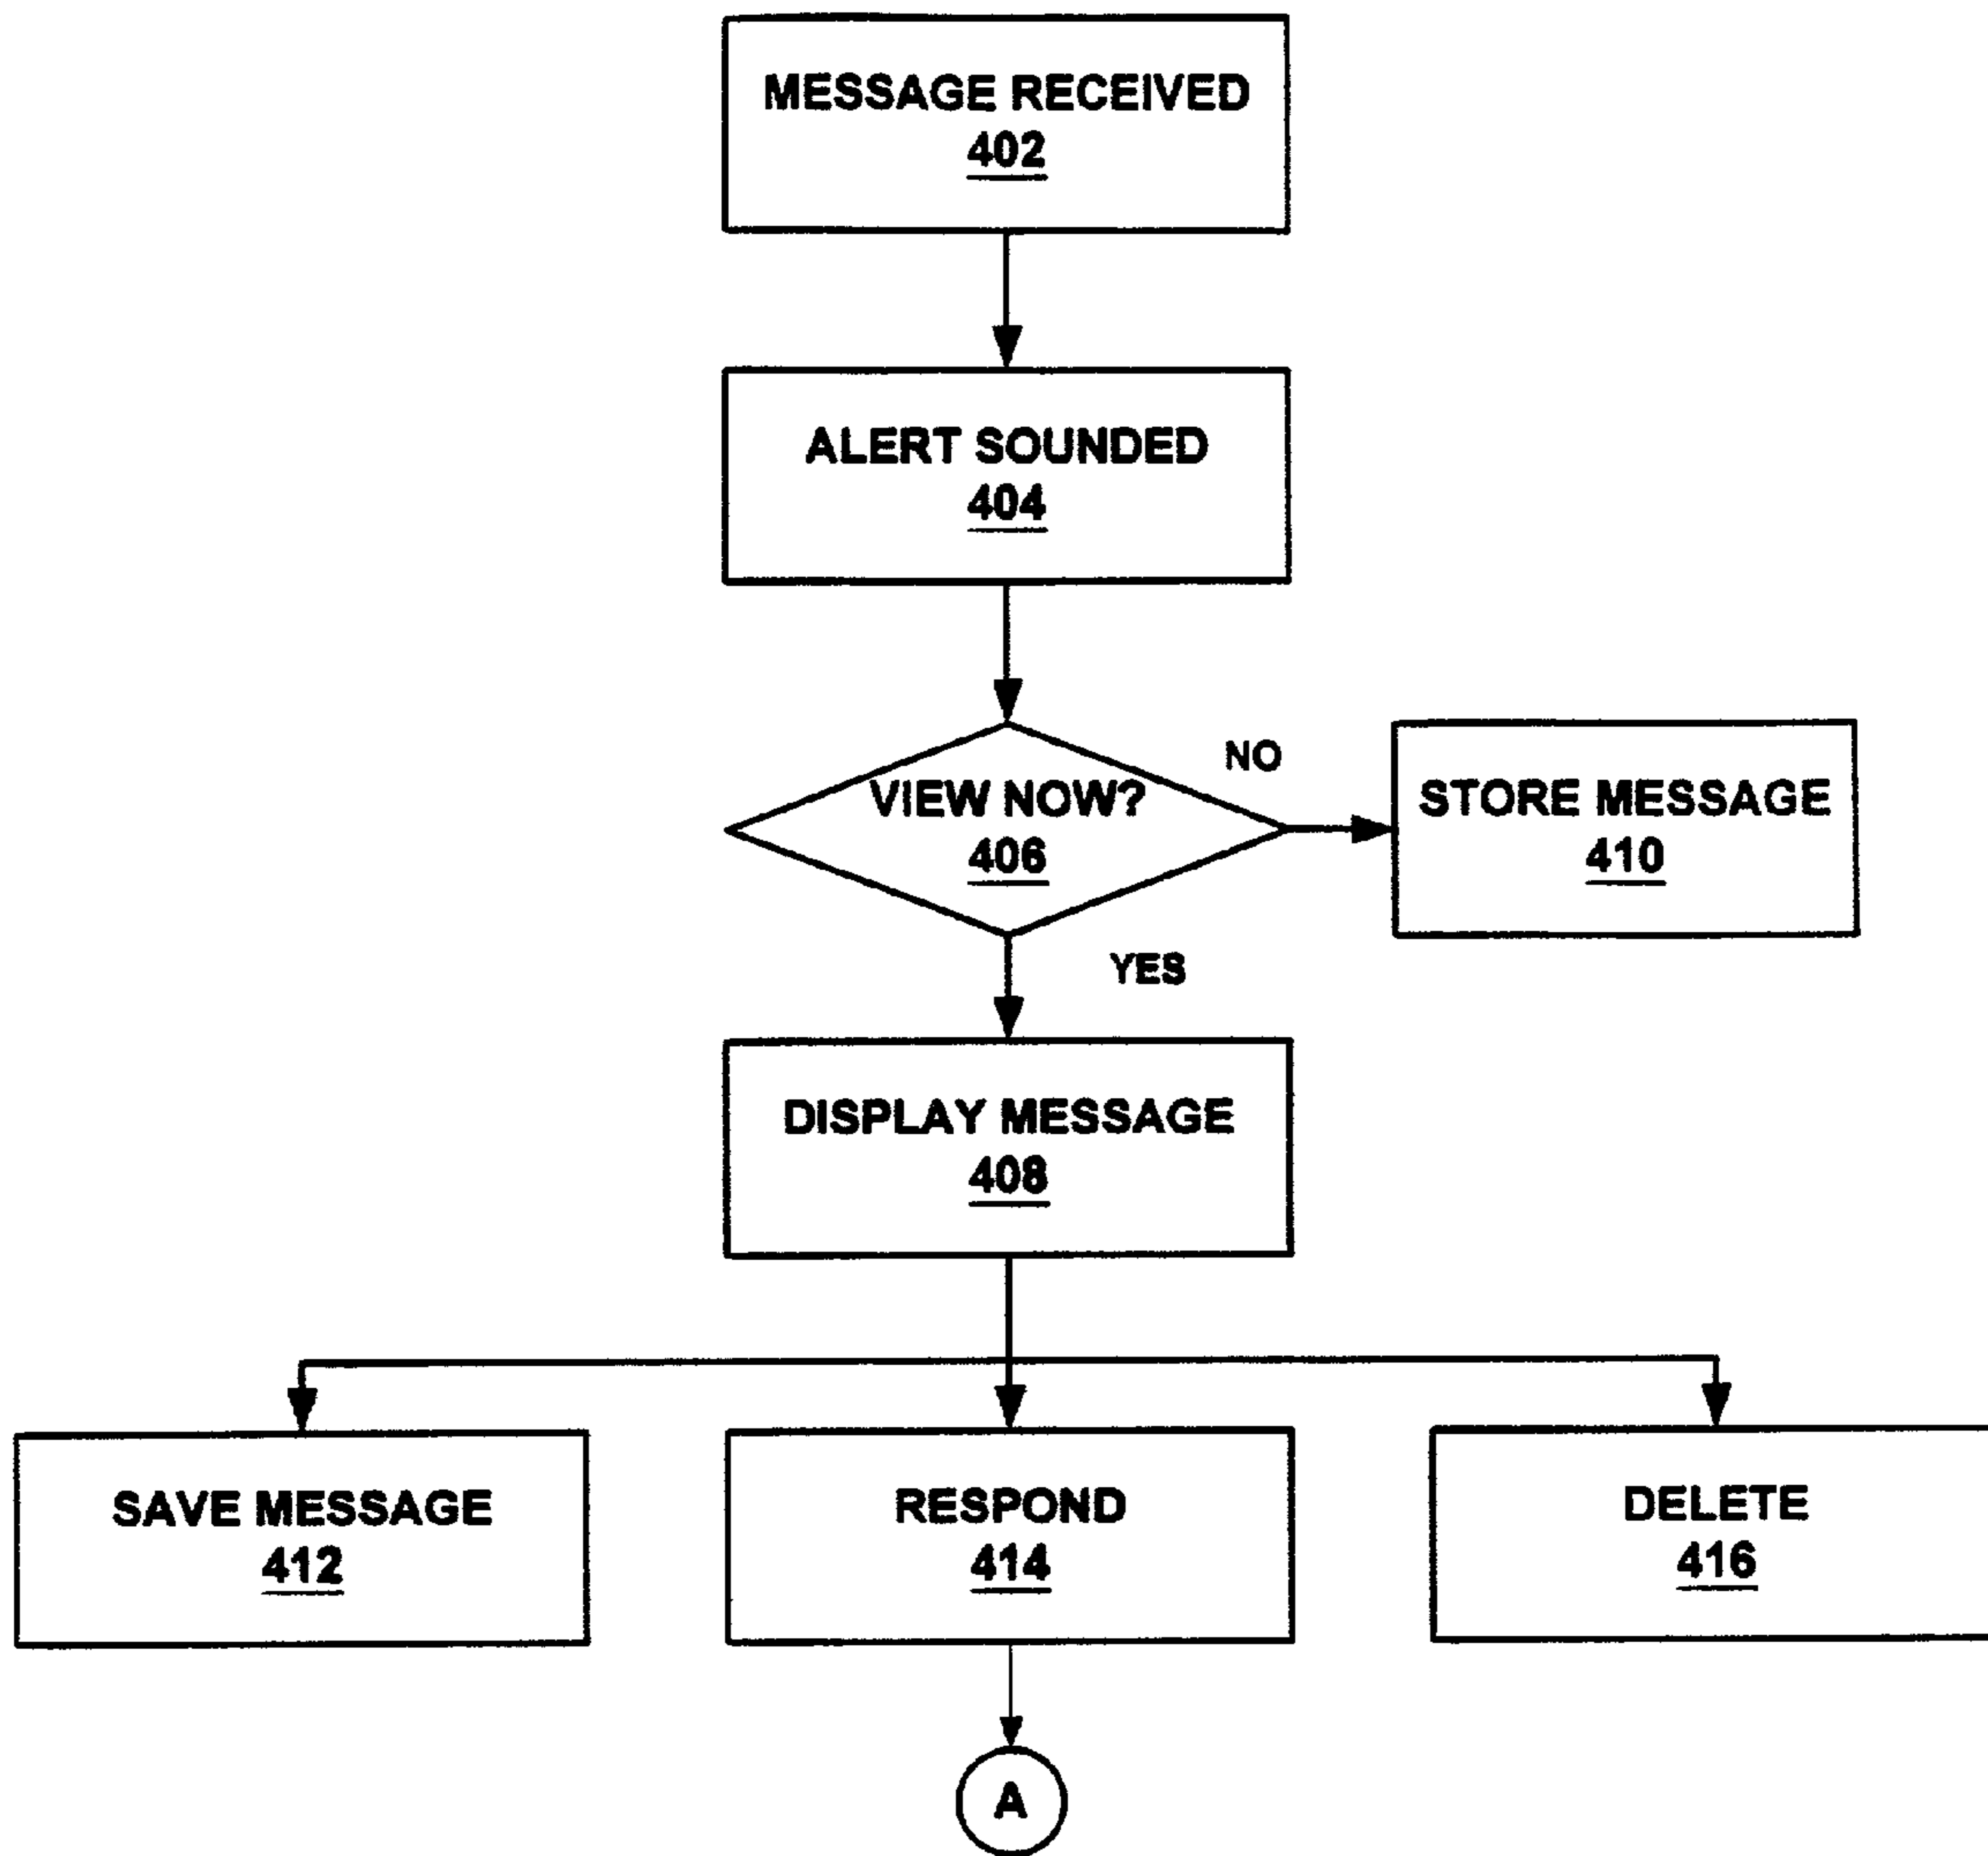 MESSAGE RECEIVED
402
ALERT SOUNDED
404
NO
VIEW NOW?
406
STORE MESSAGE
410
YES
DISPLAY MESSAGE
408
SAVE MESSAGE
412
RESPOND
414
DELETE
416
A